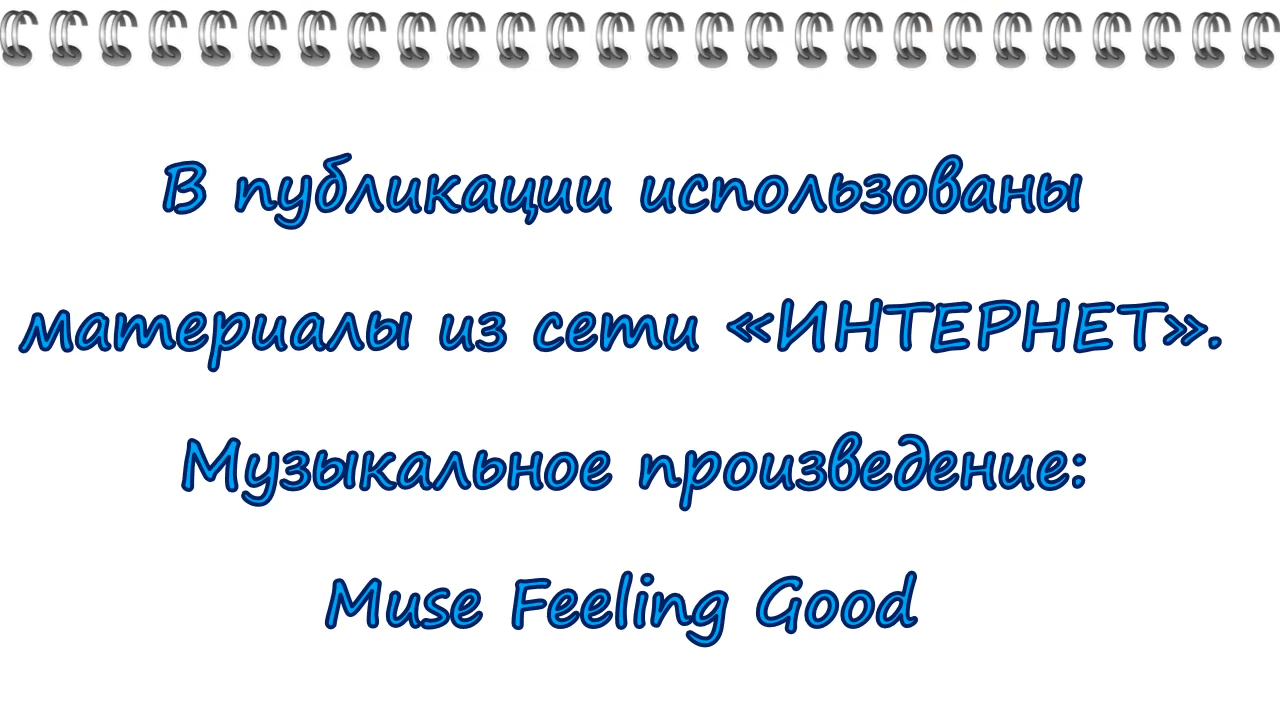 В публикации использованы
материалы из сети «ИНТЕРНЕТ».
Музыкальное произведение:
Muse Feeling Good